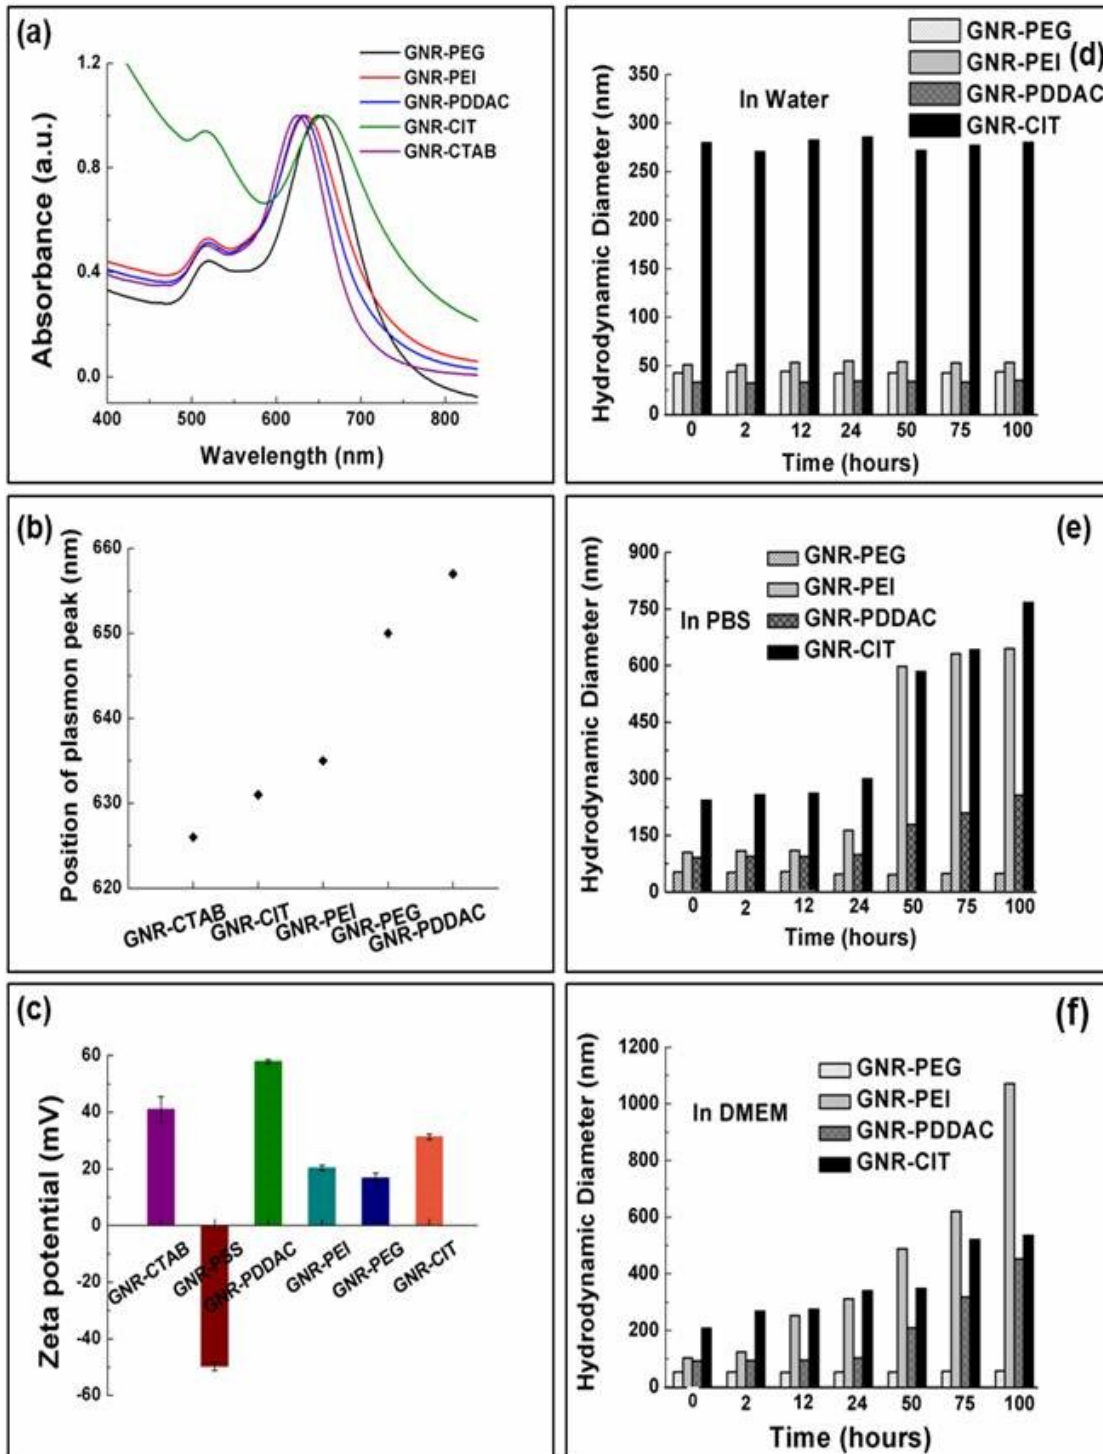 (a)
GNR-PEG
GNR-PEI
GNR-PDDAC
GNR-CIT
GNR-CTAB
1.2
0.8
0.4
0.0
400 500 600 700 800
Absorbance (a.u.)
Wavelength (nm)
(b)
660
650
640
630
620
Position of plasmon peak (nm)
GNR-CTAB GNR-CIT GNR-PEI GNR-PEG GNR-PDDAC
(c)
60
40
20
0
-20
-40
-60
Zeta potential (mV)
GNR-CTAB GNR-PSS GNR-PDDAC GNR-PEI GNR-PEG GNR-CIT
(d)
GNR-PEG
GNR-PEI
GNR-PDDAC
GNR-CIT
In Water
350
300
250
200
150
100
50
0
Hydrodynamic Diameter (nm)
0 2 12 24 50 75 100
Time (hours)
(e)
GNR-PEG
GNR-PEI
GNR-PDDAC
GNR-CIT
In PBS
900
750
600
450
300
150
0
Hydrodynamic Diameter (nm)
0 2 12 24 50 75 100
Time (hours)
(f)
GNR-PEG
GNR-PEI
GNR-PDDAC
GNR-CIT
In DMEM
1200
1000
800
600
400
200
0
Hydrodynamic Diameter (nm)
0 2 12 24 50 75 100
Time (hours)